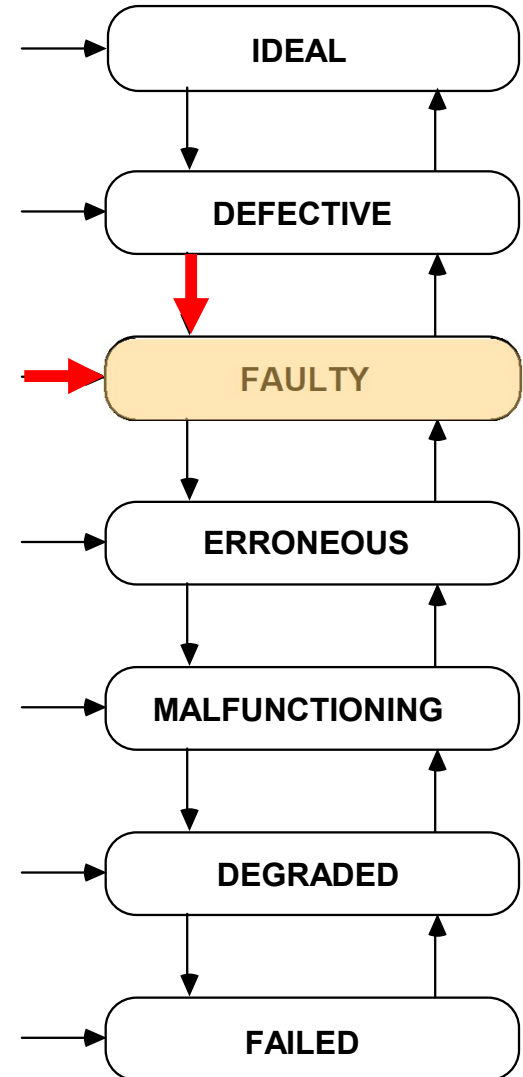 IDEAL
DEFECTIVE
FAULTY
ERRONEOUS
MALFUNCTIONING
DEGRADED
FAILED